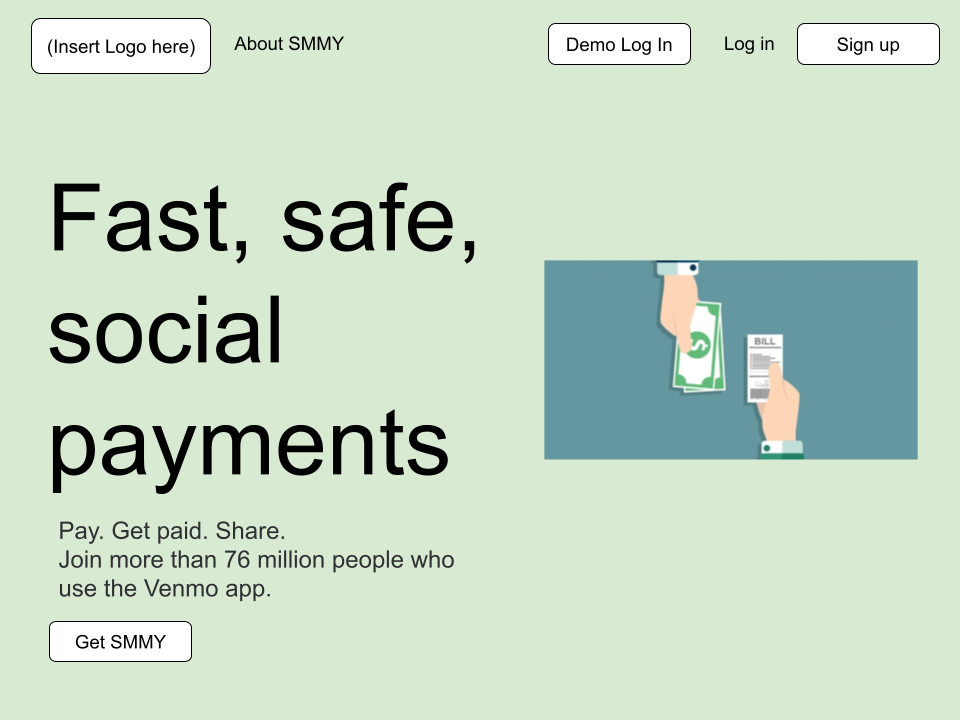 (Insert Logo here)
About SMMY
Demo Log In
Log in
Sign up
Fast, safe,
social
payments
BILL
Pay. Get paid. Share.
Join more than 76 million people who
use the Venmo app.
Get SMMY